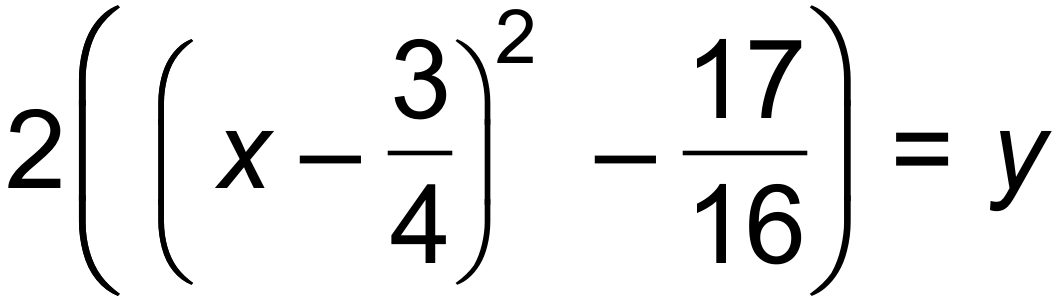 2((x − 3/4)² − 17/16) = y